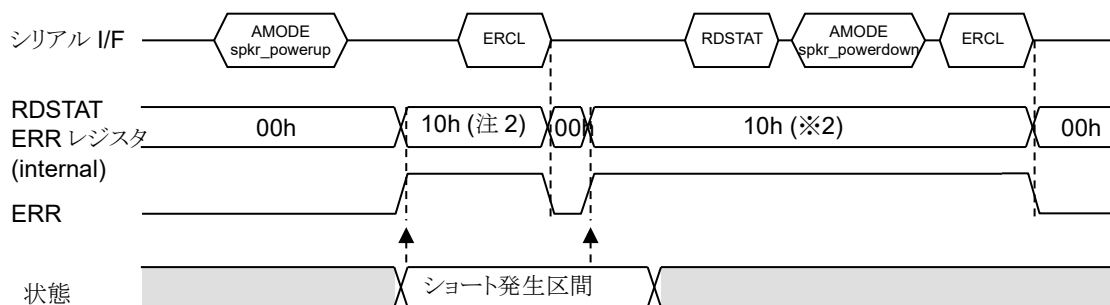 シリアル I/F
AMODE
spkr_powerup
ERCL
RDSTAT
AMODE
spkr_powerdown
ERCL
RDSTAT
ERR レジスタ
(internal)
00h
10h (注 2)
00h
10h (※2)
00h
ERR
状態
ショート発生区間